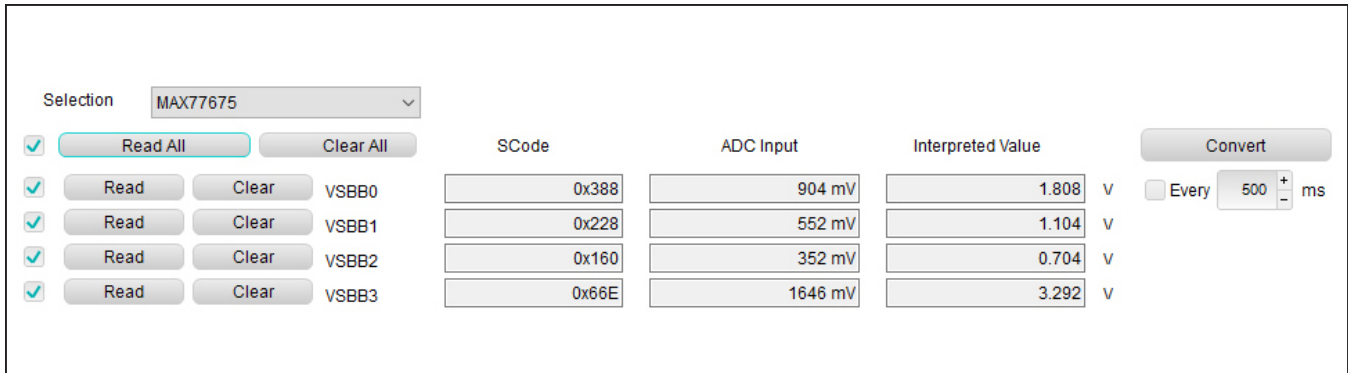 Selection MAX77675
Read All Clear All SCode ADC Input Interpreted Value Convert
Read Clear VSBB0 0x388 904 mV 1.808 V Every 500 + - ms
Read Clear VSBB1 0x228 552 mV 1.104 V
Read Clear VSBB2 0x160 352 mV 0.704 V
Read Clear VSBB3 0x66E 1646 mV 3.292 V